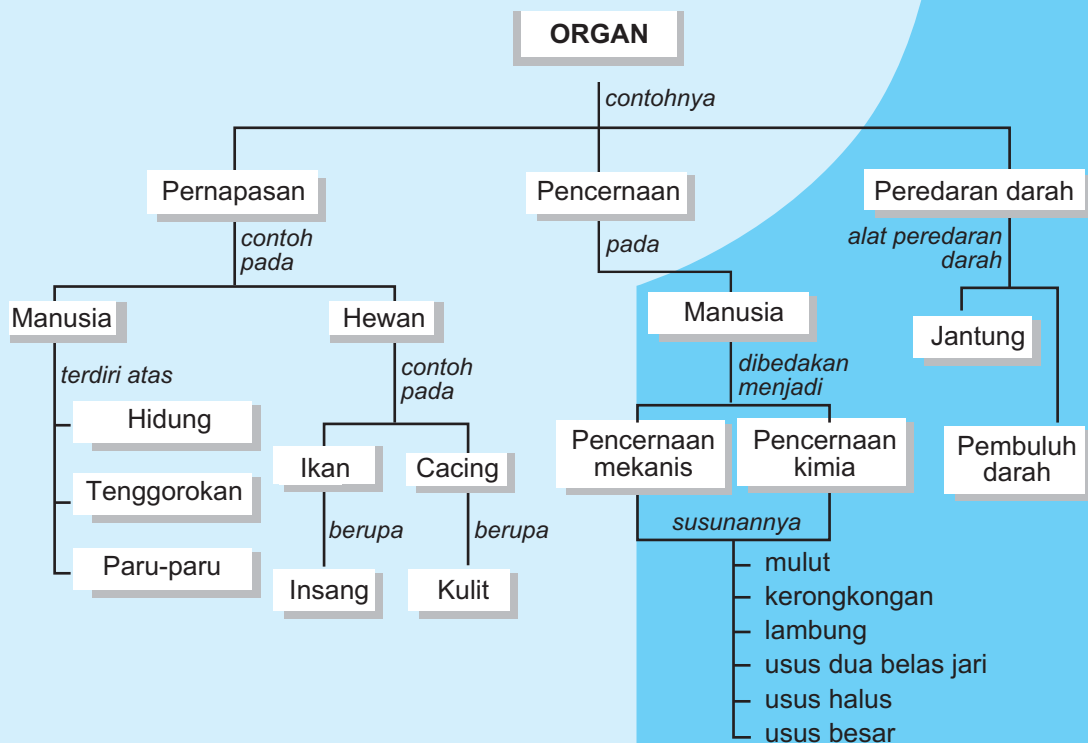 ORGAN
contohnya
Pernapasan
Pencernaan
Peredaran darah
contoh
pada
pada
alat peredaran
darah
Manusia
Hewan
Manusia
Jantung
terdiri atas
contoh
pada
dibedakan
menjadi
Hidung
Tenggorokan
Paru-paru
Ikan
Cacing
berupa
berupa
Insang
Kulit
Pencernaan
mekanis
Pencernaan
kimia
Pembuluh
darah
susunannya
mulut
kerongkongan
lambung
usus dua belas jari
usus halus
usus besar